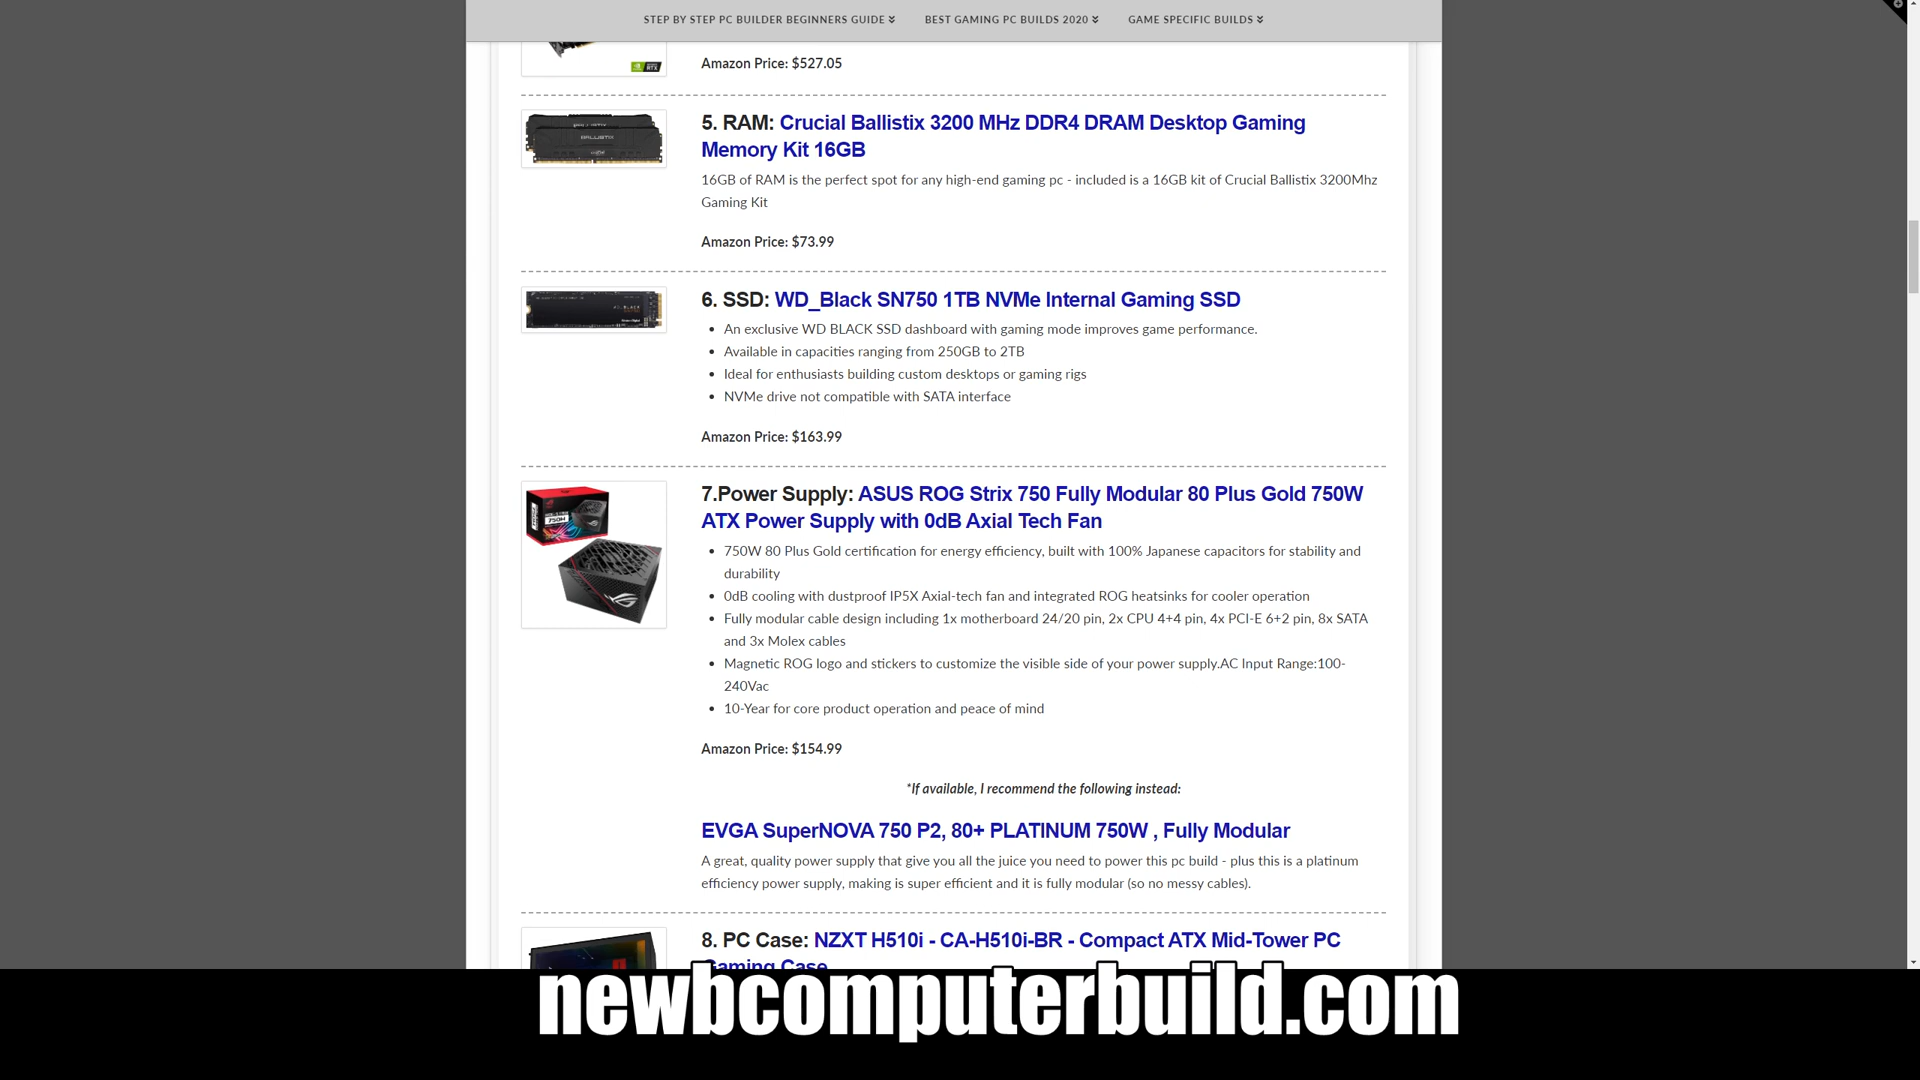 STEP BY STEP PC BUILDER BEGINNERS GUIDE BEST GAMING PC BUILDS 2020 GAME SPECIFIC BUILDS
Amazon Price: $527.05
5. RAM: Crucial Ballistix 3200 MHz DDR4 DRAM Desktop Gaming
Memory Kit 16GB
16GB of RAM is the perfect spot for any high-end gaming pc - included is a 16GB kit of Crucial Ballistix 3200Mhz
Gaming Kit
Amazon Price: $73.99
6. SSD: WD_Black SN750 1TB NVMe Internal Gaming SSD
• An exclusive WD BLACK SSD dashboard with gaming mode improves game performance.
• Available in capacities ranging from 250GB to 2TB
• Ideal for enthusiasts building custom desktops or gaming rigs
• NVMe drive not compatible with SATA interface
Amazon Price: $163.99
7.Power Supply: ASUS ROG Strix 750 Fully Modular 80 Plus Gold 750W
ATX Power Supply with 0dB Axial Tech Fan
• 750W 80 Plus Gold certification for energy efficiency, built with 100% Japanese capacitors for stability and
durability
• 0dB cooling with dustproof IP5X Axial-tech fan and integrated ROG heatsinks for cooler operation
• Fully modular cable design including 1x motherboard 24/20 pin, 2x CPU 4+4 pin, 4x PCI-E 6+2 pin, 8x SATA
and 3x Molex cables
• Magnetic ROG logo and stickers to customize the visible side of your power supply.AC Input Range:100-
240Vac
• 10-Year for core product operation and peace of mind
Amazon Price: $154.99
*If available, I recommend the following instead:
EVGA SuperNOVA 750 P2, 80+ PLATINUM 750W , Fully Modular
A great, quality power supply that give you all the juice you need to power this pc build - plus this is a platinum
efficiency power supply, making is super efficient and it is fully modular (so no messy cables).
8. PC Case: NZXT H510i - CA-H510i-BR - Compact ATX Mid-Tower PC
Gaming Case
newbcomputerbuild.com